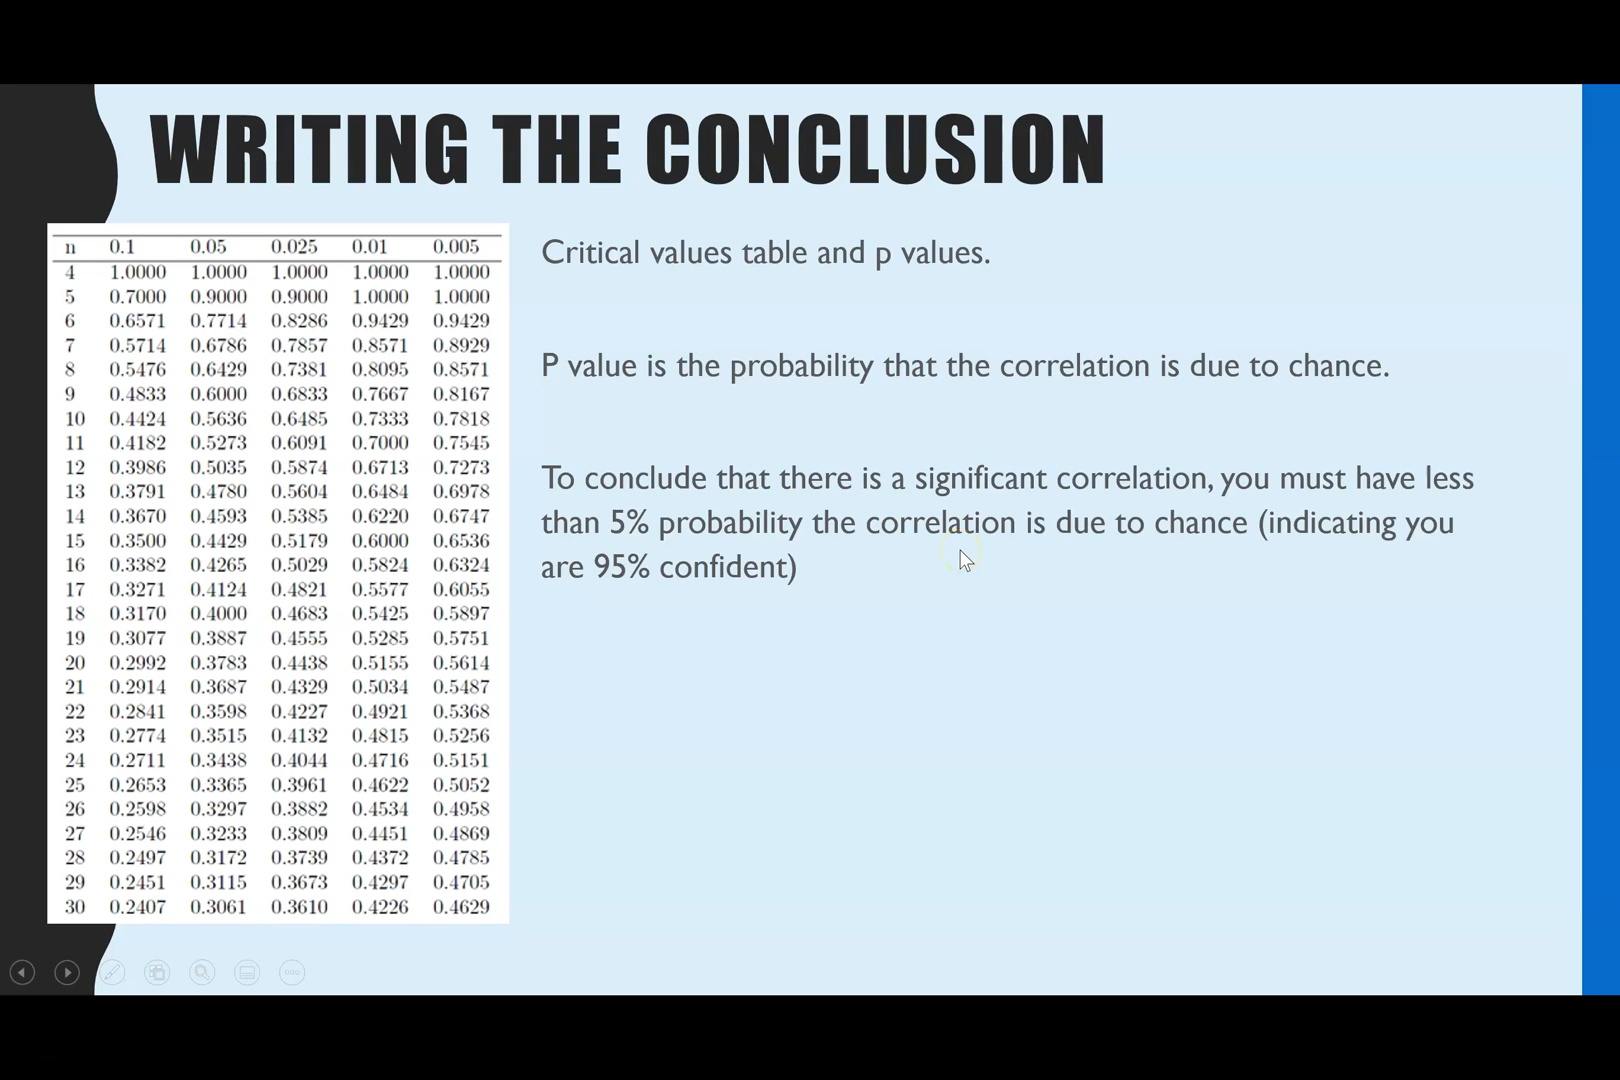 WRITING THE CONCLUSION
n 0.1 0.05 0.025 0.01 0.005
4 1.0000 1.0000 1.0000 1.0000 1.0000
5 0.7000 0.9000 0.9000 1.0000 1.0000
6 0.6571 0.7714 0.8286 0.9429 0.9429
7 0.5714 0.6786 0.7857 0.8571 0.8929
8 0.5476 0.6429 0.7381 0.8095 0.8571
9 0.4833 0.6000 0.6833 0.7667 0.8167
10 0.4424 0.5636 0.6485 0.7333 0.7818
11 0.4182 0.5273 0.6091 0.7000 0.7545
12 0.3986 0.5035 0.5874 0.6713 0.7273
13 0.3791 0.4780 0.5604 0.6484 0.6978
14 0.3670 0.4593 0.5385 0.6220 0.6747
15 0.3500 0.4429 0.5179 0.6000 0.6536
16 0.3382 0.4265 0.5029 0.5824 0.6324
17 0.3271 0.4124 0.4821 0.5577 0.6055
18 0.3170 0.4000 0.4683 0.5425 0.5897
19 0.3077 0.3887 0.4555 0.5285 0.5751
20 0.2992 0.3783 0.4438 0.5155 0.5614
21 0.2914 0.3687 0.4329 0.5034 0.5487
22 0.2841 0.3598 0.4227 0.4921 0.5368
23 0.2774 0.3515 0.4132 0.4815 0.5256
24 0.2711 0.3438 0.4044 0.4716 0.5151
25 0.2653 0.3365 0.3961 0.4622 0.5052
26 0.2598 0.3297 0.3882 0.4534 0.4958
27 0.2546 0.3233 0.3809 0.4451 0.4869
28 0.2497 0.3172 0.3739 0.4372 0.4785
29 0.2451 0.3115 0.3673 0.4297 0.4705
30 0.2407 0.3061 0.3610 0.4226 0.4629
Critical values table and p values.
P value is the probability that the correlation is due to chance.
To conclude that there is a significant correlation, you must have less
than 5% probability the correlation is due to chance (indicating you
are 95% confident)